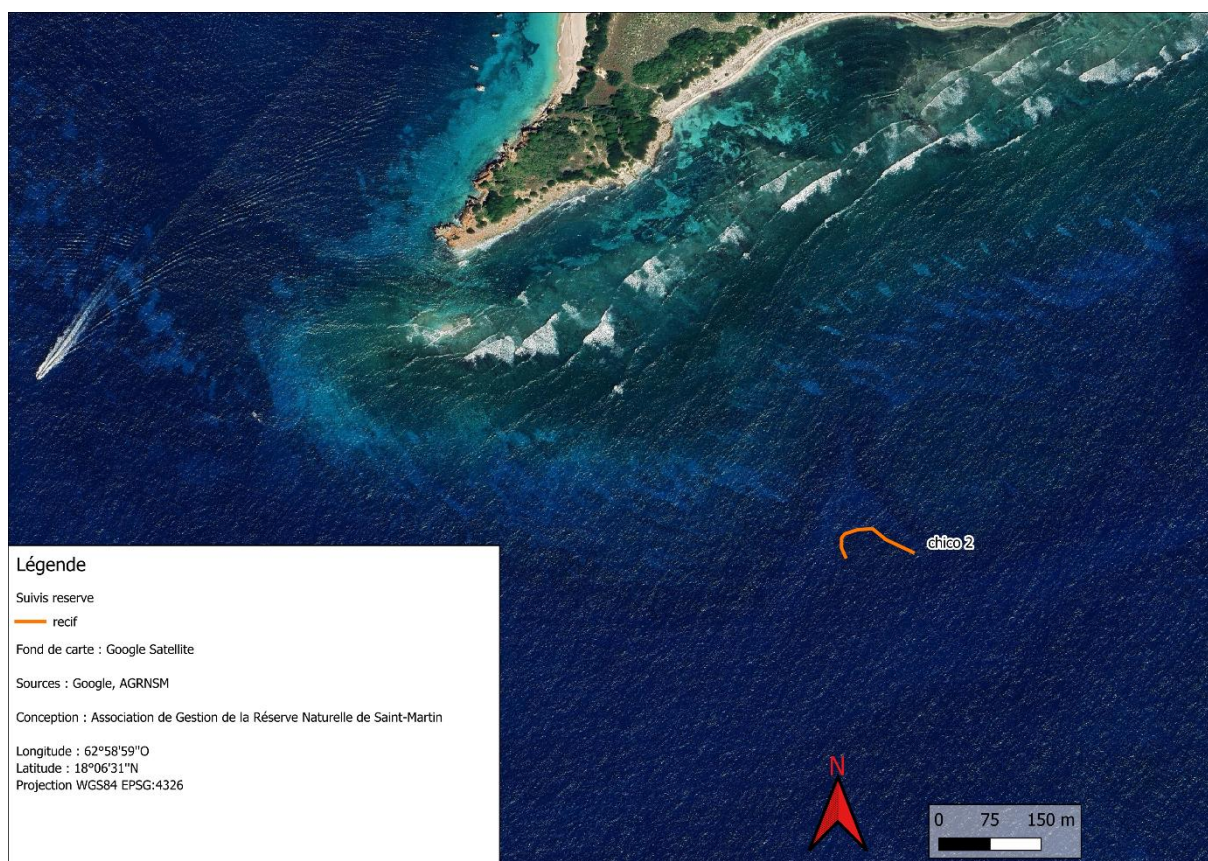 chico 2
Légende
Suivis reserve
recif
Fond de carte : Google Satellite
Sources : Google, AGRNSM
Conception : Association de Gestion de la Réserve Naturelle de Saint-Martin
Longitude : 62°58'59"O
Latitude : 18°06'31"N
Projection WGS84 EPSG:4326
N
0 75 150 m